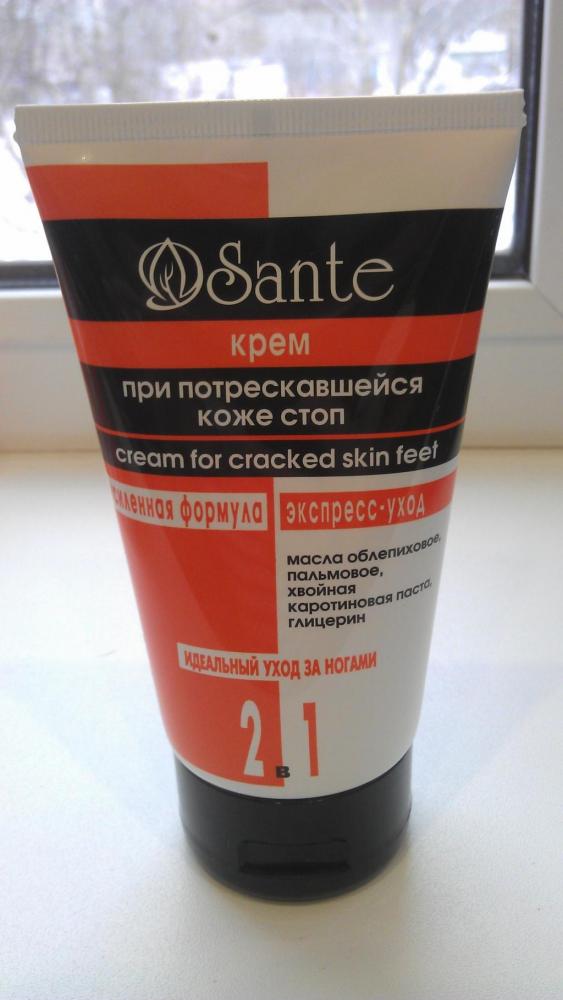 Sante
крем
при потрескавшейся
коже стоп
cream for cracked skin feet
формула
экспресс-уход
масла облепиховое,
пальмовое,
хвойная
каротиновая паста,
глицерин
ИДЕАЛЬНЫЙ УХОД ЗА НОГАМИ
2 в 1